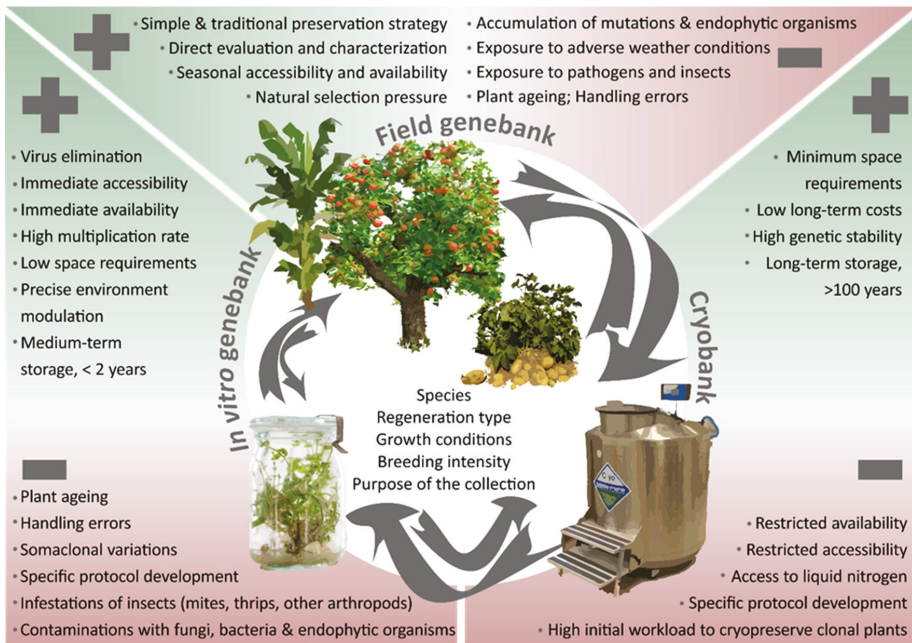 • Simple & traditional preservation strategy
• Direct evaluation and characterization
• Seasonal accessibility and availability
• Natural selection pressure
• Accumulation of mutations & endophytic organisms
• Exposure to adverse weather conditions
• Exposure to pathogens and insects
• Plant ageing; Handling errors
Field genebank
• Virus elimination
• Immediate accessibility
• Immediate availability
• High multiplication rate
• Low space requirements
• Precise environment
modulation
• Medium-term
storage, < 2 years
In vitro genebank
• Minimum space
requirements
• Low long-term costs
• High genetic stability
• Long-term storage,
>100 years
Cryobank
Species
Regeneration type
Growth conditions
Breeding intensity
Purpose of the collection
• Plant ageing
• Handling errors
• Somaclonal variations
• Specific protocol development
• Infestations of insects (mites, thrips, other arthropods)
• Contaminations with fungi, bacteria & endophytic organisms
• Restricted availability
• Restricted accessibility
• Access to liquid nitrogen
• Specific protocol development
• High initial workload to cryopreserve clonal plants